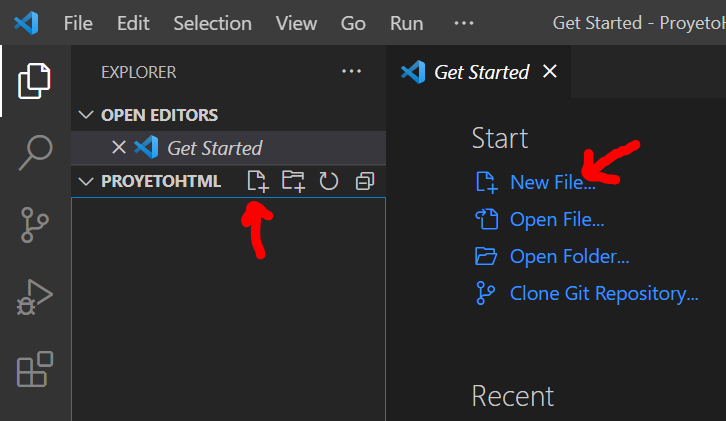 File Edit Selection View Go Run ··· Get Started - ProyetoH
EXPLORER ···
OPEN EDITORS
Get Started
PROYETOHTML
Get Started
Start
New File...
Open File...
Open Folder...
Clone Git Repository...
Recent